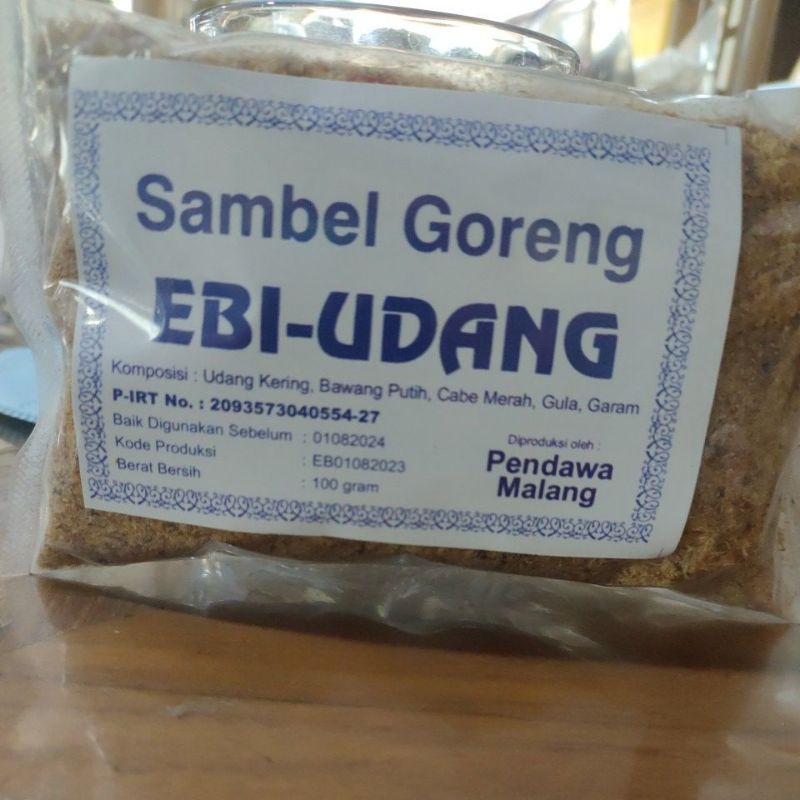 Sambel Goreng
EBI-UDANG
Komposisi : Udang Kering, Bawang Putih, Cabe Merah, Gula, Garam
P-IRT No. : 2093573040554-27
Baik Digunakan Sebelum : 01082024
Kode Produksi : EB01082023
Berat Bersih : 100 gram
Diproduksi oleh :
Pendawa
Malang